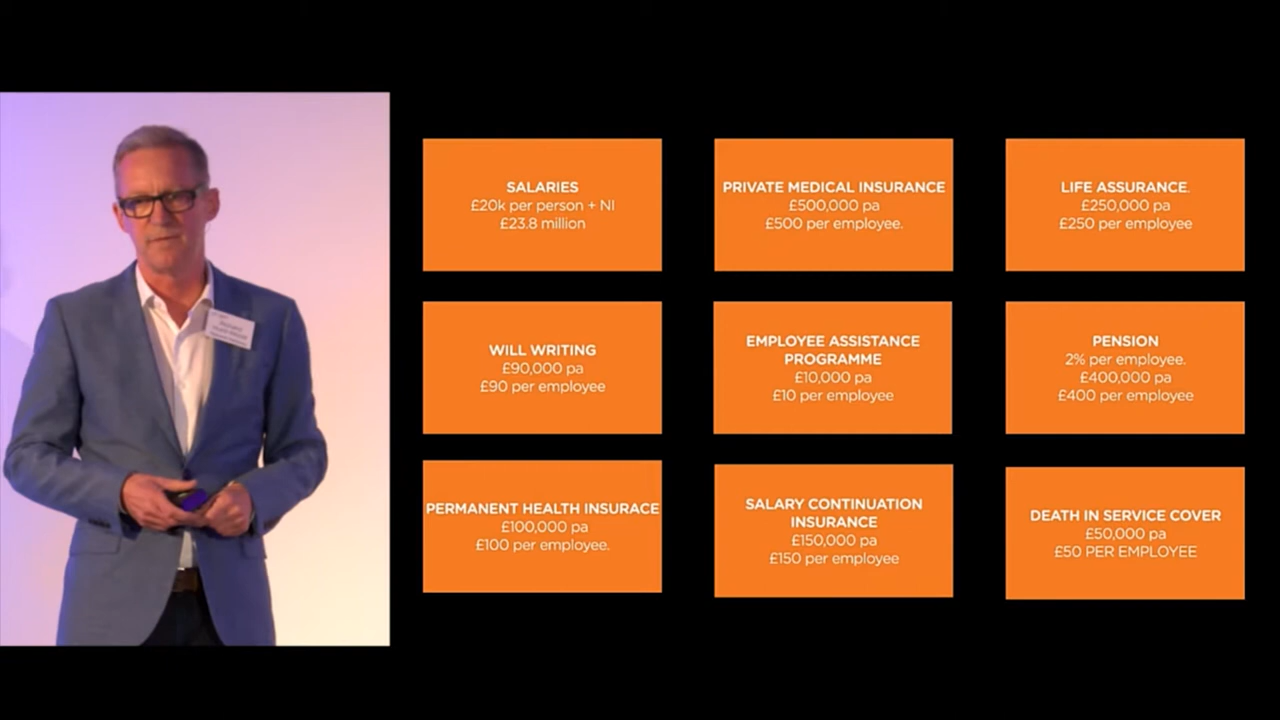 SALARIES
£20k per person + NI
£23.8 million
PRIVATE MEDICAL INSURANCE
£500,000 pa
£500 per employee.
LIFE ASSURANCE.
£250,000 pa
£250 per employee
WILL WRITING
£90,000 pa
£90 per employee
EMPLOYEE ASSISTANCE
PROGRAMME
£10,000 pa
£10 per employee
PENSION
2% per employee.
£400,000 pa
£400 per employee
PERMANENT HEALTH INSURACE
£100,000 pa
£100 per employee.
SALARY CONTINUATION
INSURANCE
£150,000 pa
£150 per employee
DEATH IN SERVICE COVER
£50,000 pa
£50 PER EMPLOYEE